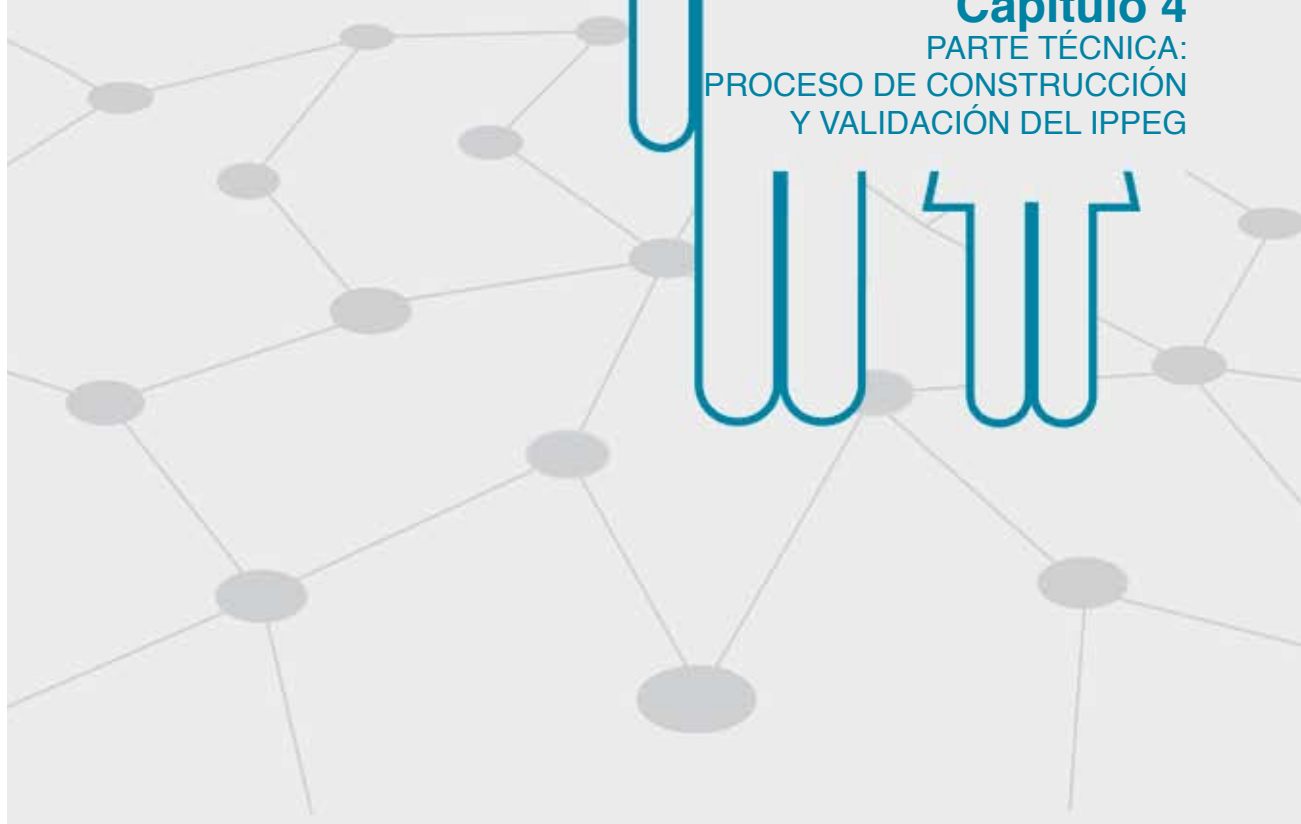 Capítulo 4
PARTE TÉCNICA:
PROCESO DE CONSTRUCCIÓN
Y VALIDACIÓN DEL IPPEG